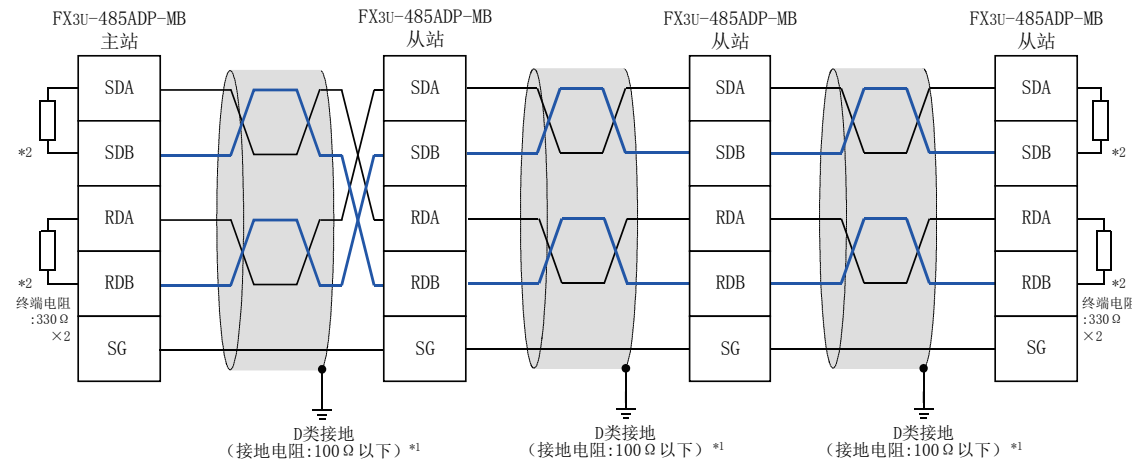 FX3U-485ADP-MB
主站
SDA
SDB
RDA
RDB
SG
*2
*2
终端电阻
:330Ω
×2
FX3U-485ADP-MB
从站
SDA
SDB
RDA
RDB
SG
FX3U-485ADP-MB
从站
SDA
SDB
RDA
RDB
SG
FX3U-485ADP-MB
从站
SDA
SDB
RDA
RDB
SG
*2
*2
终端电阻
:330Ω
×2
D类接地
(接地电阻:100Ω以下)*1
D类接地
(接地电阻:100Ω以下)*1
D类接地
(接地电阻:100Ω以下)*1